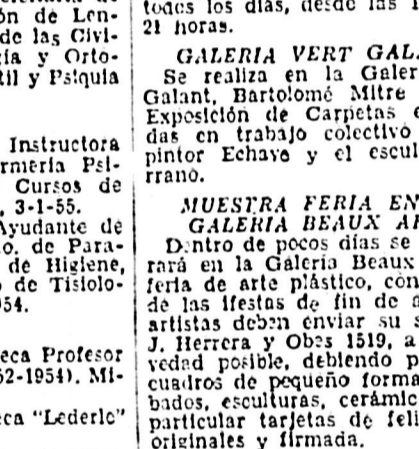 ón de Len-
de las Civi-
ía y Orto-
til y Psiquia
Instructora
ermería Psi-
Cursos de
3-1-55.
Ayudante de
o. de Para-
de Higiene,
o de Tisiolo-
954.
eca Profesor
52-1954). Mi-
eca "Lederle"
todos los días, desde las 1
21 horas.
GALERIA VERT GALA
Se realiza en la Galer
Galant, Bartolomé Mitre
Exposición de Carpetas e
das en trabajo colectivo
pintor Echave y el escul
rrano.
MUESTRA FERIA EN
GALERIA BEAUX AR
Dentro de pocos días se
rará en la Galería Beaux
feria de arte plástico, con
de las ifestas de fin de a
artistas deben enviar su s
J. Herrera y Obes 1519, a
vedad posible, debiendo p
cuadros de pequeño forma
bados, esculturas, cerámic
particular tarjetas de feli
originales y firmada.